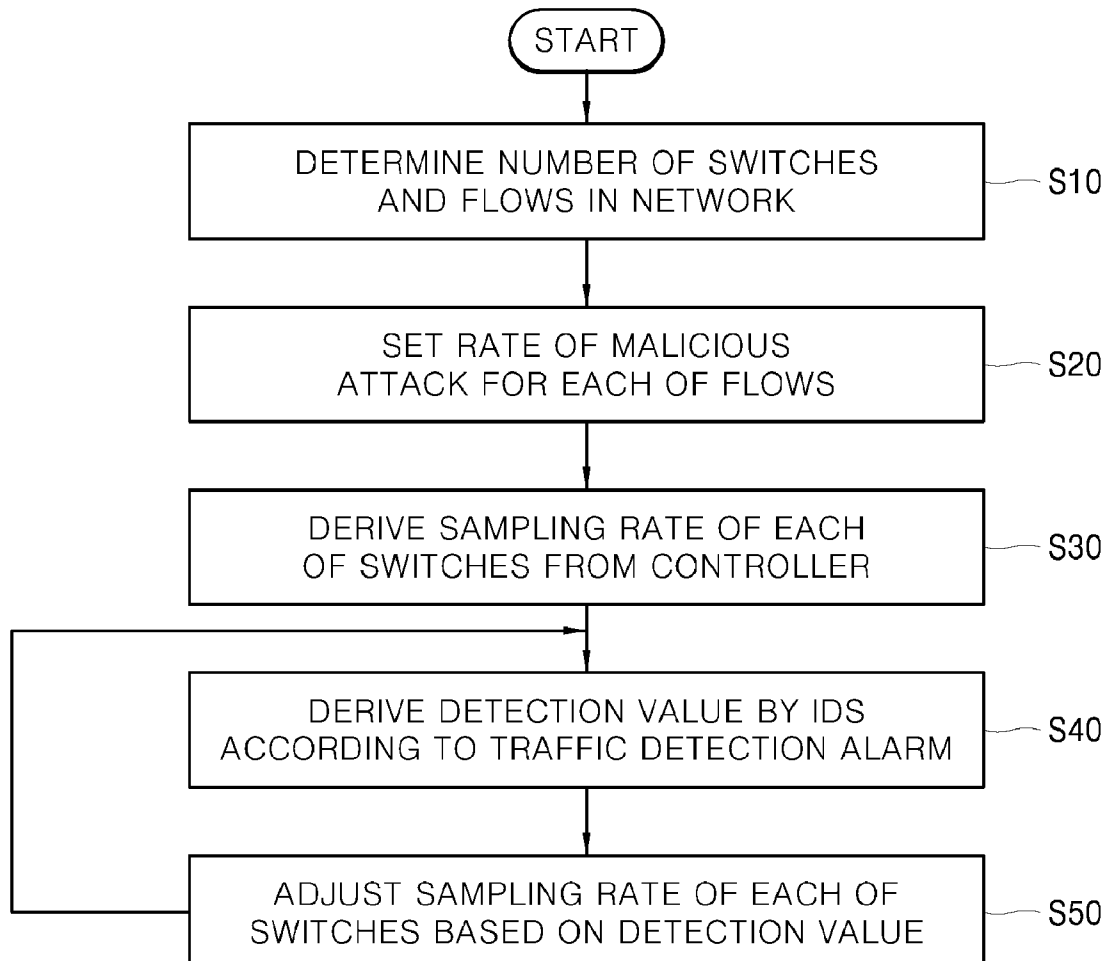 START
DETERMINE NUMBER OF SWITCHES
AND FLOWS IN NETWORK
S10
SET RATE OF MALICIOUS
ATTACK FOR EACH OF FLOWS
S20
DERIVE SAMPLING RATE OF EACH
OF SWITCHES FROM CONTROLLER
S30
DERIVE DETECTION VALUE BY IDS
ACCORDING TO TRAFFIC DETECTION ALARM
S40
ADJUST SAMPLING RATE OF EACH OF
SWITCHES BASED ON DETECTION VALUE
S50